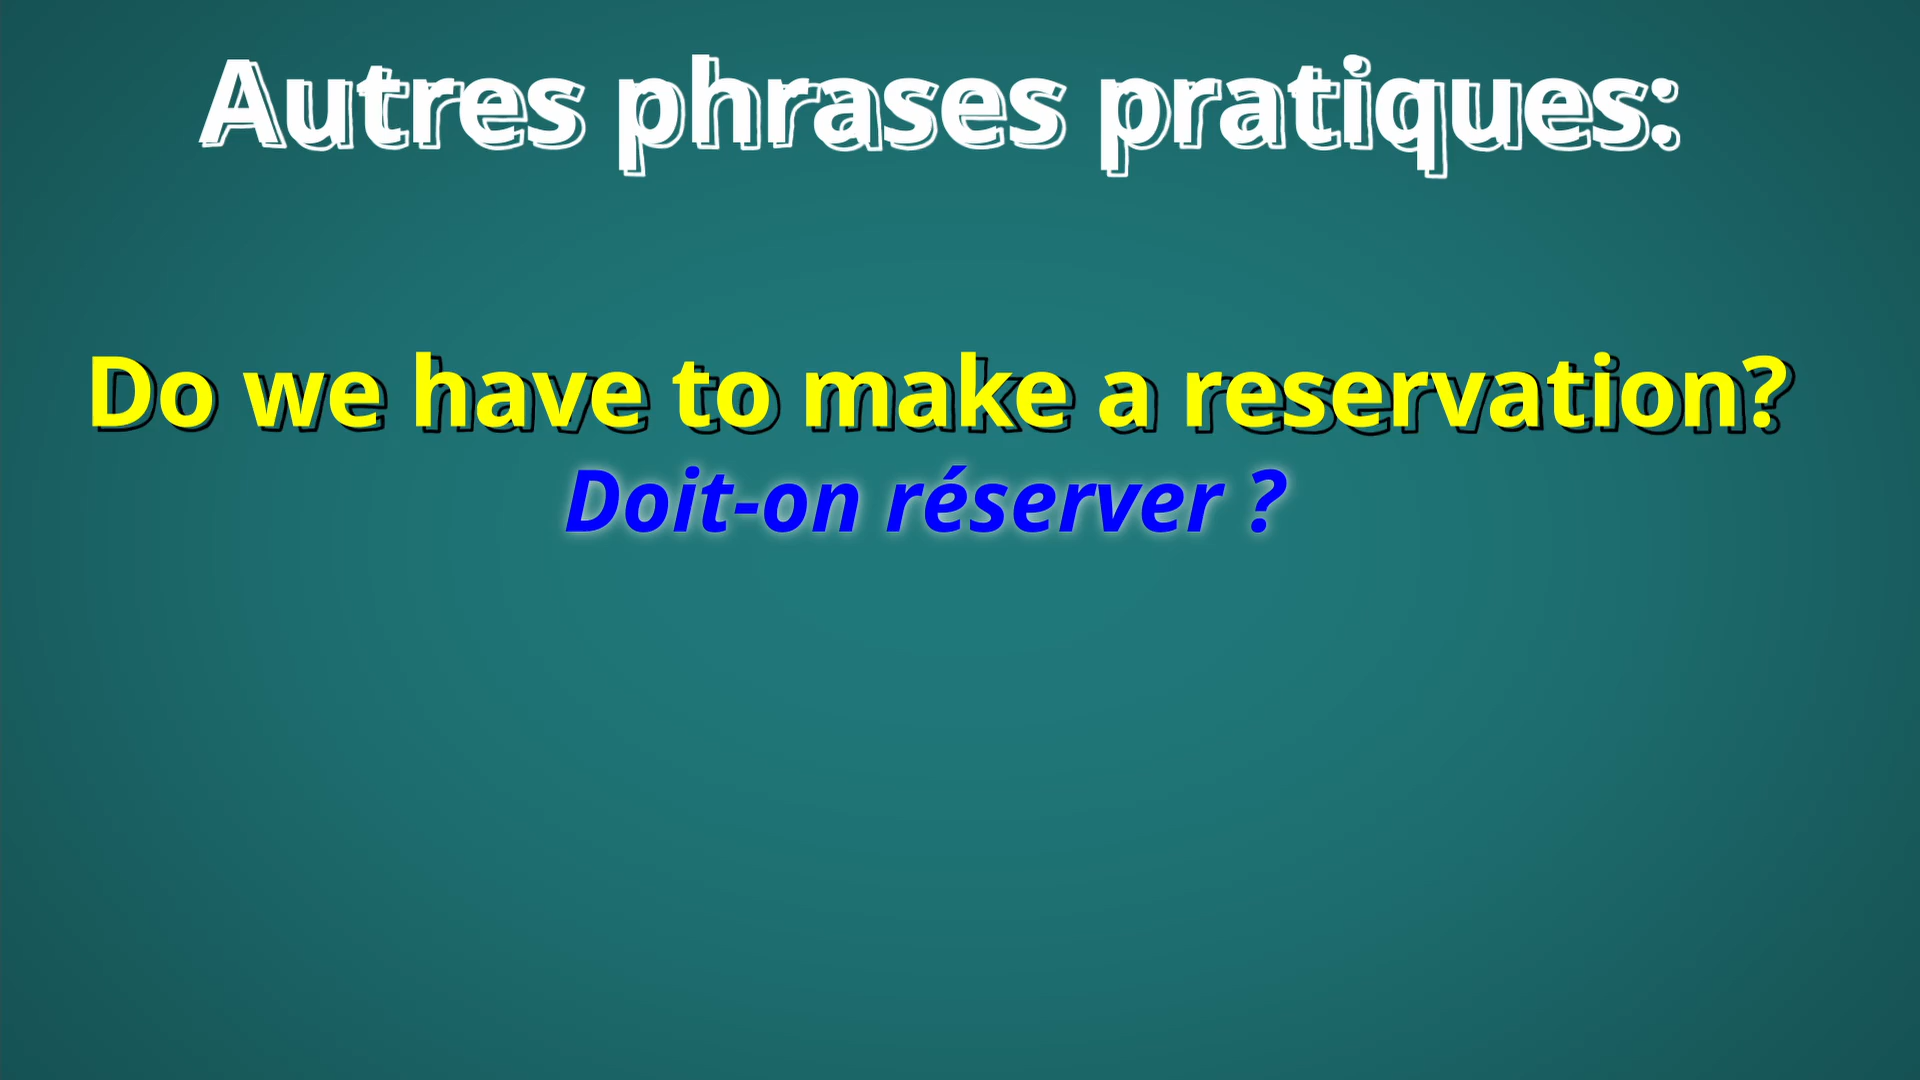 Autres phrases pratiques:
Do we have to make a reservation?
Doit-on réserver ?